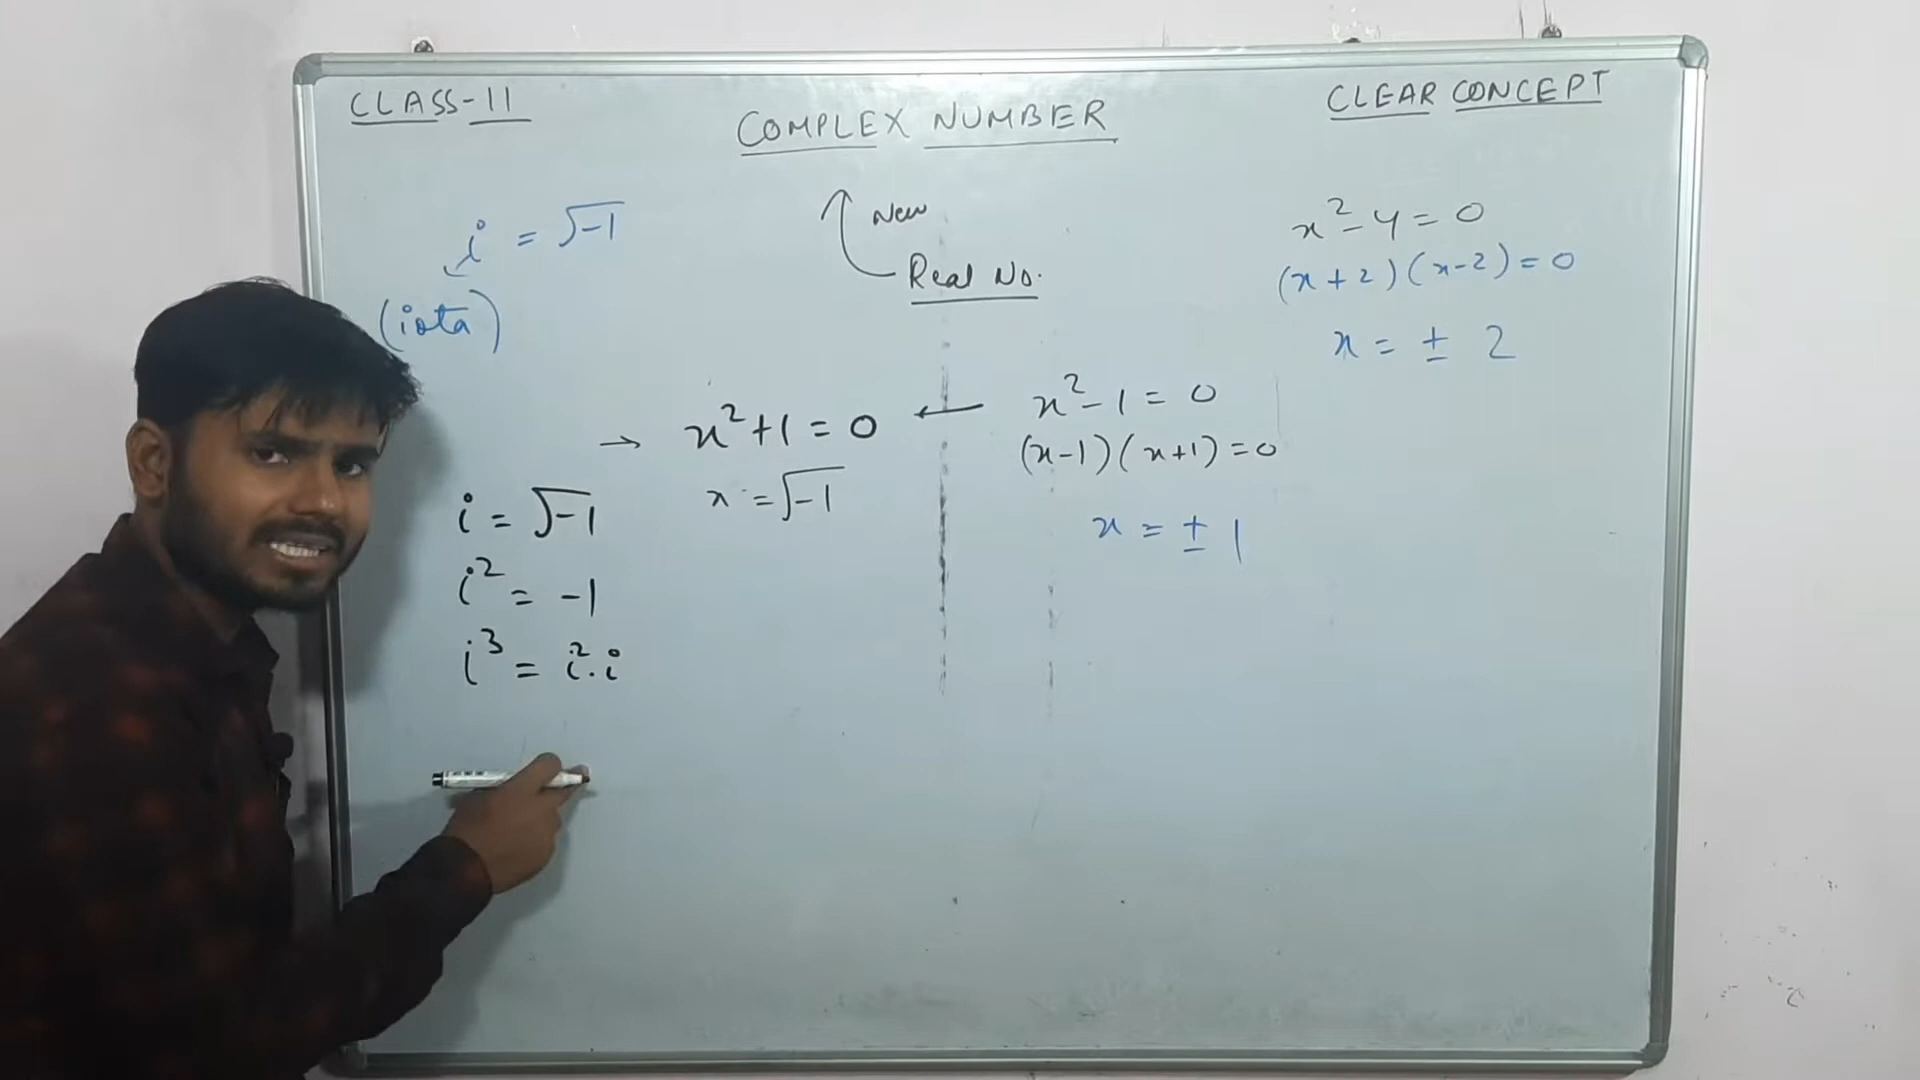 CLASS-11
COMPLEX NUMBER
CLEAR CONCEPT
i = √-1
(iota)
New
Real No.
x² - 4 = 0
(x + 2) (x - 2) = 0
x = ± 2
→ x² + 1 = 0 ←
x = √-1
x² - 1 = 0
(x - 1) (x + 1) = 0
x = ± 1
i = √-1
i² = -1
i³ = i².i